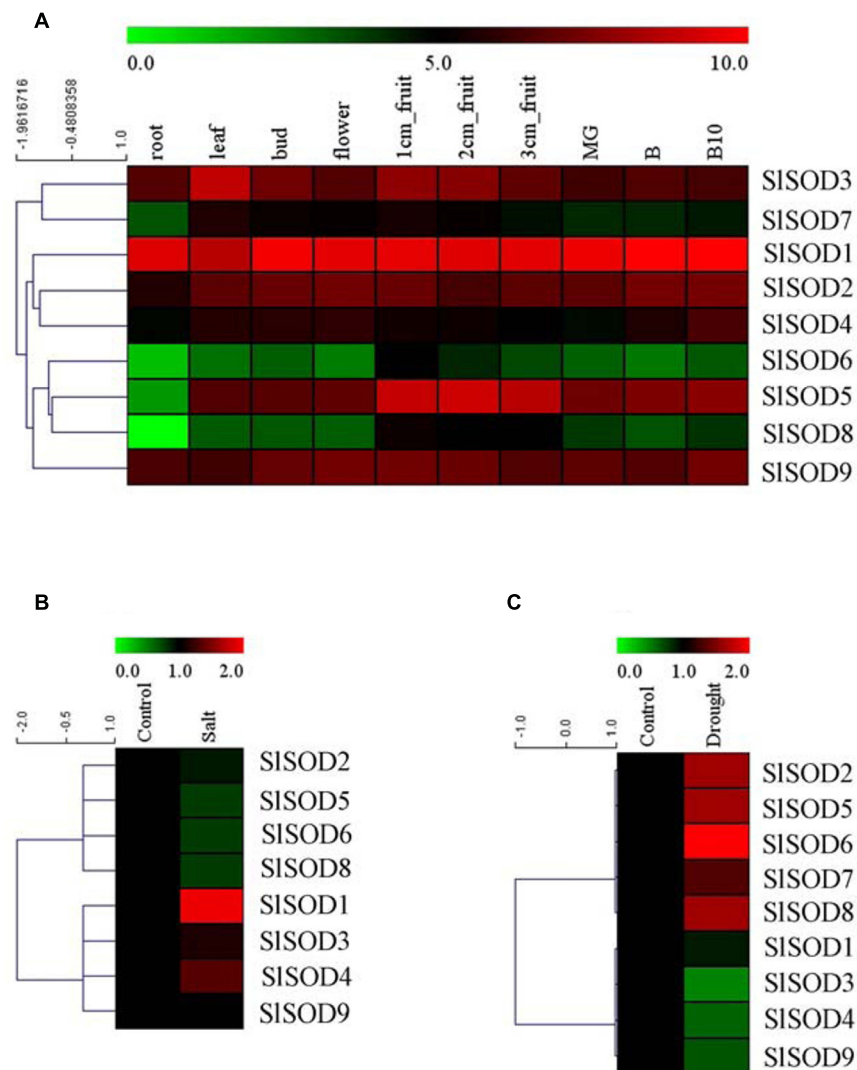 A
0.0 5.0 10.0
-1.9616716 -0.4808358 1.0
root leaf bud flower 1cm_fruit 2cm_fruit 3cm_fruit MG B B10
SlSOD3
SlSOD7
SlSOD1
SlSOD2
SlSOD4
SlSOD6
SlSOD5
SlSOD8
SlSOD9
B
0.0 1.0 2.0
-2.0 -0.5 1.0
Control Salt
SlSOD2
SlSOD5
SlSOD6
SlSOD8
SlSOD1
SlSOD3
SlSOD4
SlSOD9
C
0.0 1.0 2.0
-1.0 0.0 1.0
Control Drought
SlSOD2
SlSOD5
SlSOD6
SlSOD7
SlSOD8
SlSOD1
SlSOD3
SlSOD4
SlSOD9